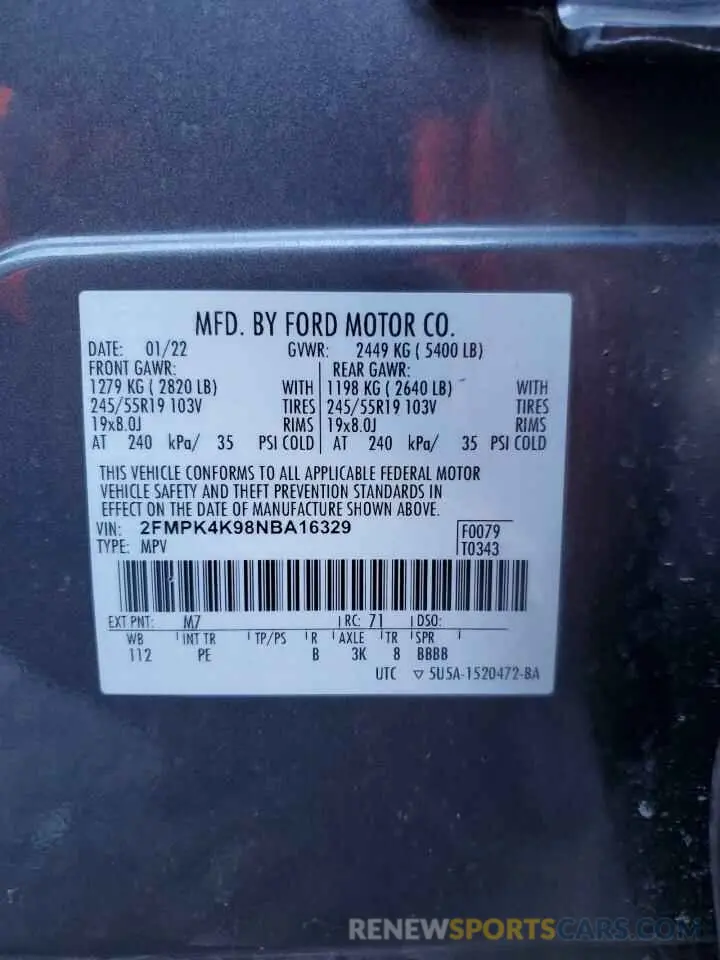 MFD. BY FORD MOTOR CO.
DATE: 01/22 GVWR: 2449 KG ( 5400 LB)
FRONT GAWR: REAR GAWR:
1279 KG ( 2820 LB) WITH 1198 KG ( 2640 LB) WITH
245/55R19 103V TIRES 245/55R19 103V TIRES
19x8.0J RIMS 19x8.0J RIMS
AT 240 kPa/ 35 PSI COLD AT 240 kPa/ 35 PSI COLD
THIS VEHICLE CONFORMS TO ALL APPLICABLE FEDERAL MOTOR
VEHICLE SAFETY AND THEFT PREVENTION STANDARDS IN
EFFECT ON THE DATE OF MANUFACTURE SHOWN ABOVE.
VIN: 2FMPK4K98NBA16329 F0079
TYPE: MPV T0343
EXT PNT: M7 RC: 71 DSO:
WB INT TR TP/PS R AXLE TR SPR
112 PE B 3K 8 BBBB
UTC ▽ 5U5A-1520472-BA
RENEWSPORTSCARS.COM